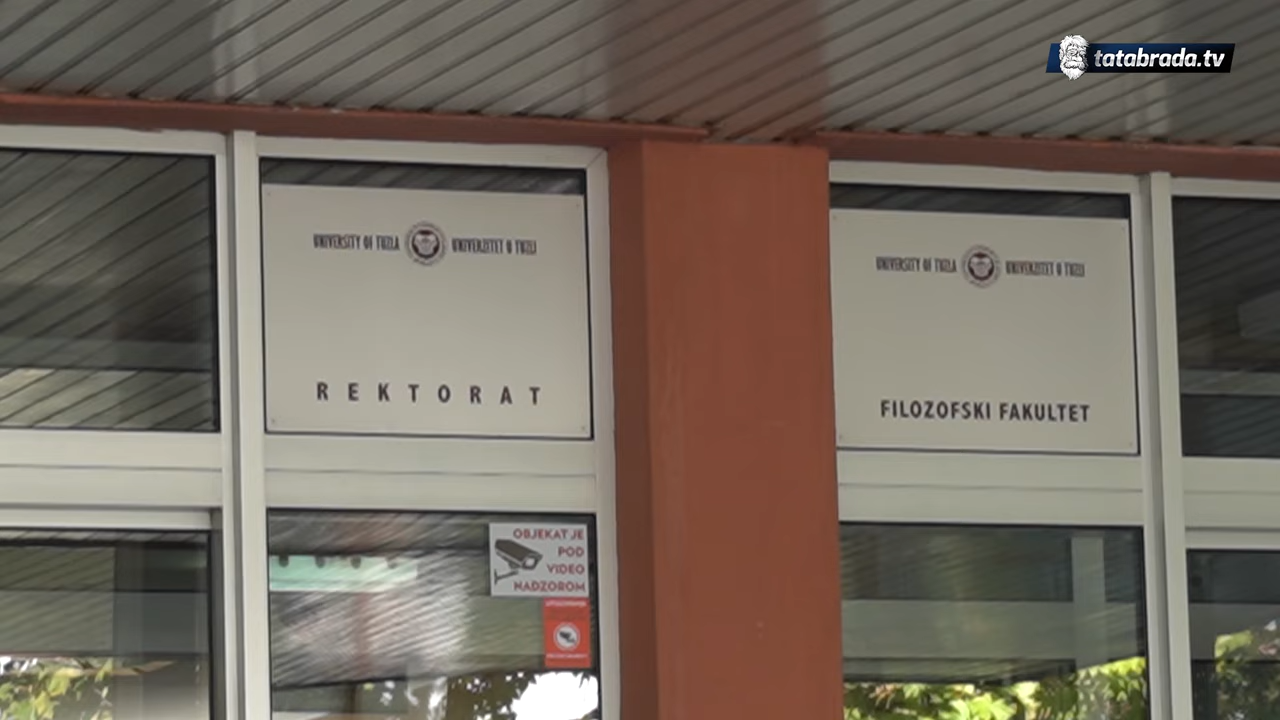 tatabrada.tv
UNIVERSITY OF TUZLA UNIVERZITET U TUZLI
REKTORAT
UNIVERSITY OF TUZLA UNIVERZITET U TUZLI
FILOZOFSKI FAKULTET
OBJEKAT JE
POD
VIDEO
NADZOROM